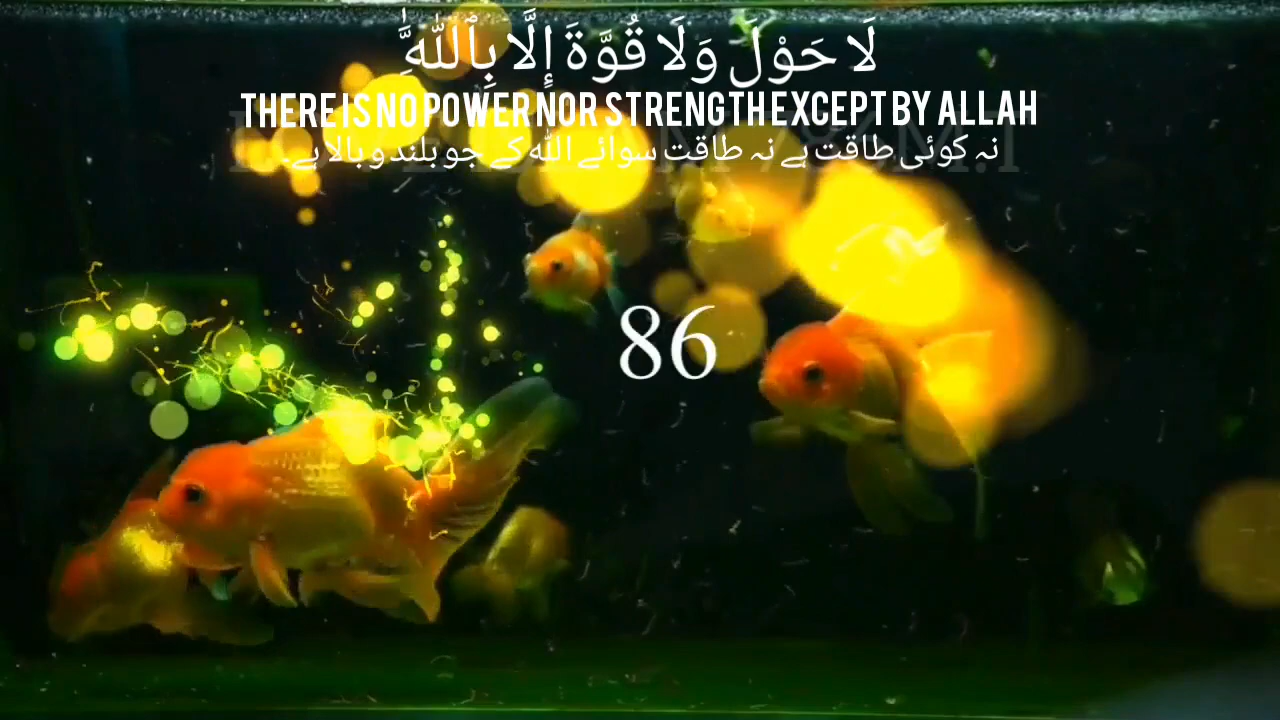 لَا حَوْلَ وَلَا قُوَّةَ إِلَّا بِٱللَّٰهِ
THERE IS NO POWER NOR STRENGTH EXCEPT BY ALLAH
نہ کوئی طاقت ہے نہ طاقت سوائے اللہ کے جو بلند و بالا ہے۔
86